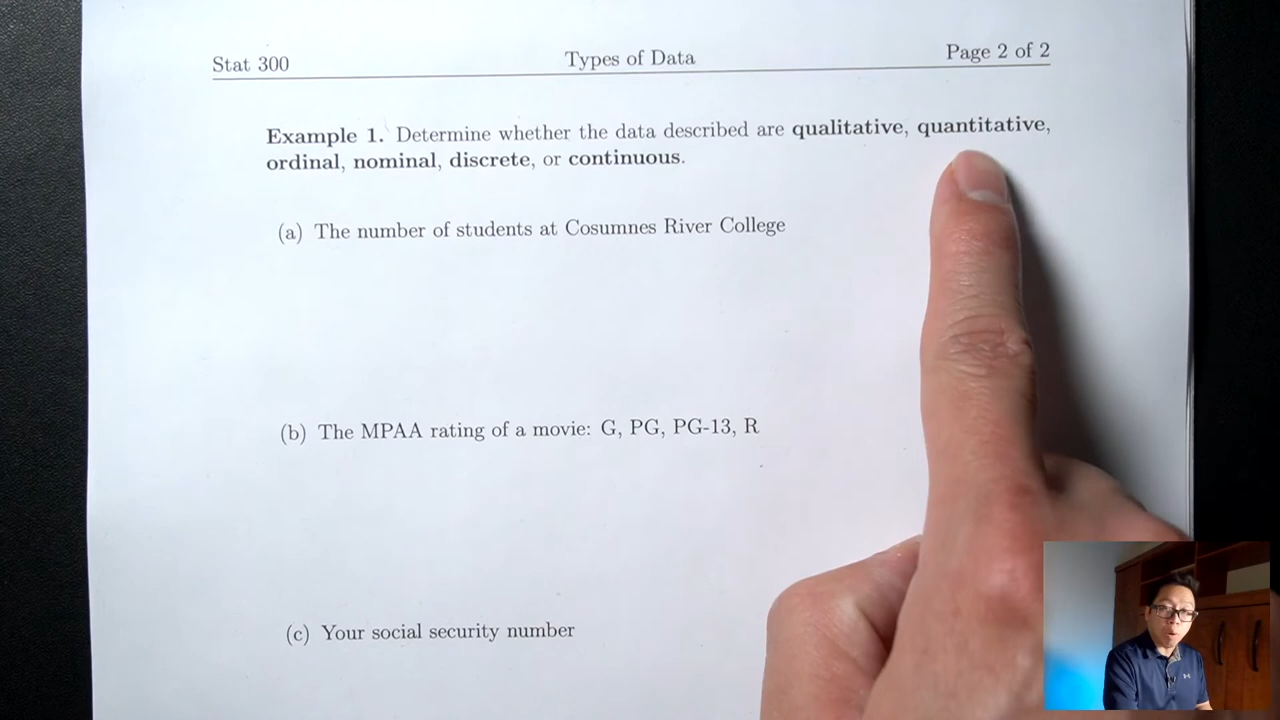 Stat 300 Types of Data Page 2 of 2
Example 1. Determine whether the data described are qualitative, quantitative,
ordinal, nominal, discrete, or continuous.
(a) The number of students at Cosumnes River College
(b) The MPAA rating of a movie: G, PG, PG-13, R
(c) Your social security number